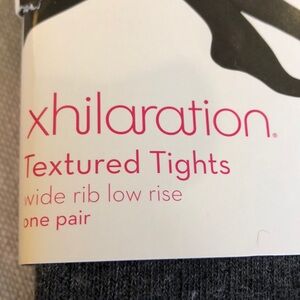 xhilaration.
Textured Tights
wide rib low rise
one pair